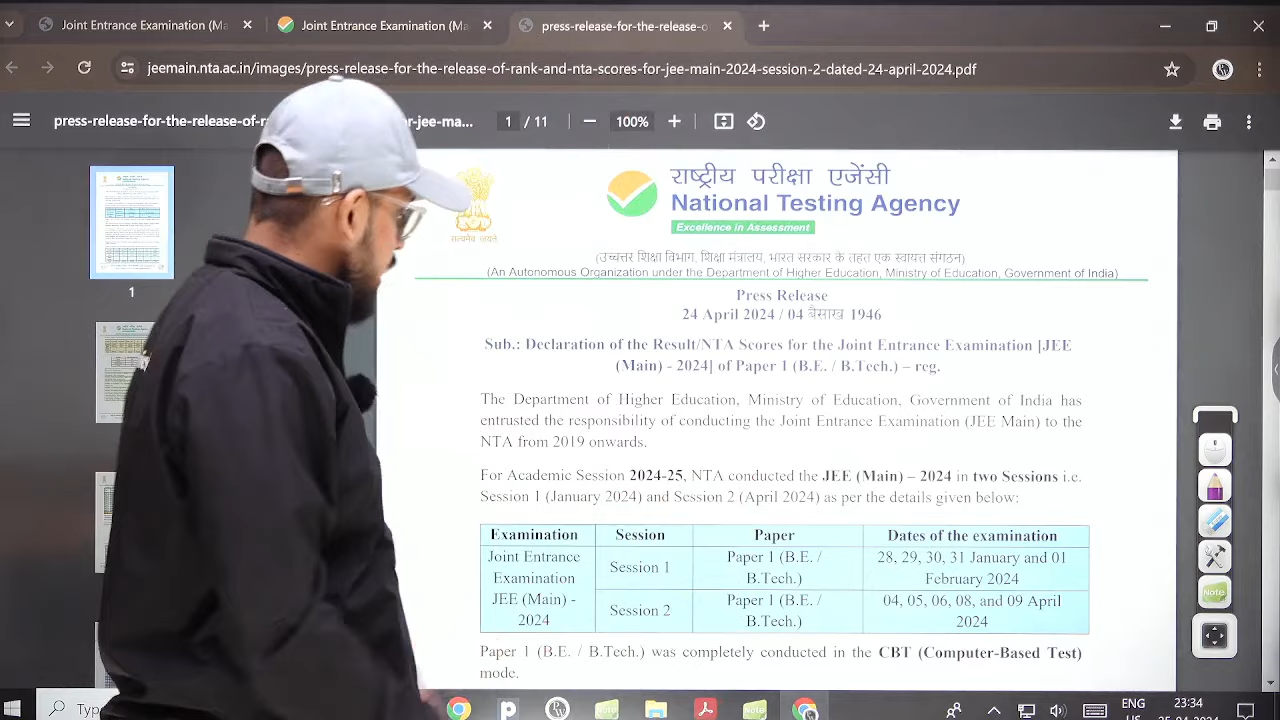 Joint Entrance Examination (Ma
Joint Entrance Examination (Ma
press-release-for-the-release-o
jeemain.nta.ac.in/images/press-release-for-the-release-of-rank-and-nta-scores-for-jee-main-2024-session-2-dated-24-april-2024.pdf
press-release-for-the-release-of-ra
or-jee-ma...
1 / 11
100%
राष्ट्रीय परीक्षा एजेंसी
National Testing Agency
Excellence in Assessment
सत्यमेव जयते
(उच्चतर शिक्षा विभाग, शिक्षा मंत्रालय, भारत सरकार के तहत एक स्वायत्त संगठन)
(An Autonomous Organization under the Department of Higher Education, Ministry of Education, Government of India)
Press Release
24 April 2024 / 04 बैसाख 1946
Sub.: Declaration of the Result/NTA Scores for the Joint Entrance Examination [JEE
(Main) - 2024] of Paper 1 (B.E. / B.Tech.) – reg.
The Department of Higher Education, Ministry of Education, Government of India has
entrusted the responsibility of conducting the Joint Entrance Examination (JEE Main) to the
NTA from 2019 onwards.
For Academic Session 2024-25, NTA conducted the JEE (Main) – 2024 in two Sessions i.e.
Session 1 (January 2024) and Session 2 (April 2024) as per the details given below:
Examination Session Paper Dates of the examination
Joint Entrance Examination JEE (Main) - 2024
Session 1 Paper 1 (B.E. / B.Tech.) 28, 29, 30, 31 January and 01 February 2024
Session 2 Paper 1 (B.E. / B.Tech.) 04, 05, 06, 08, and 09 April 2024
Paper 1 (B.E. / B.Tech.) was completely conducted in the CBT (Computer-Based Test)
mode.
1
Note
Typ
Note
Note
ENG
23:34